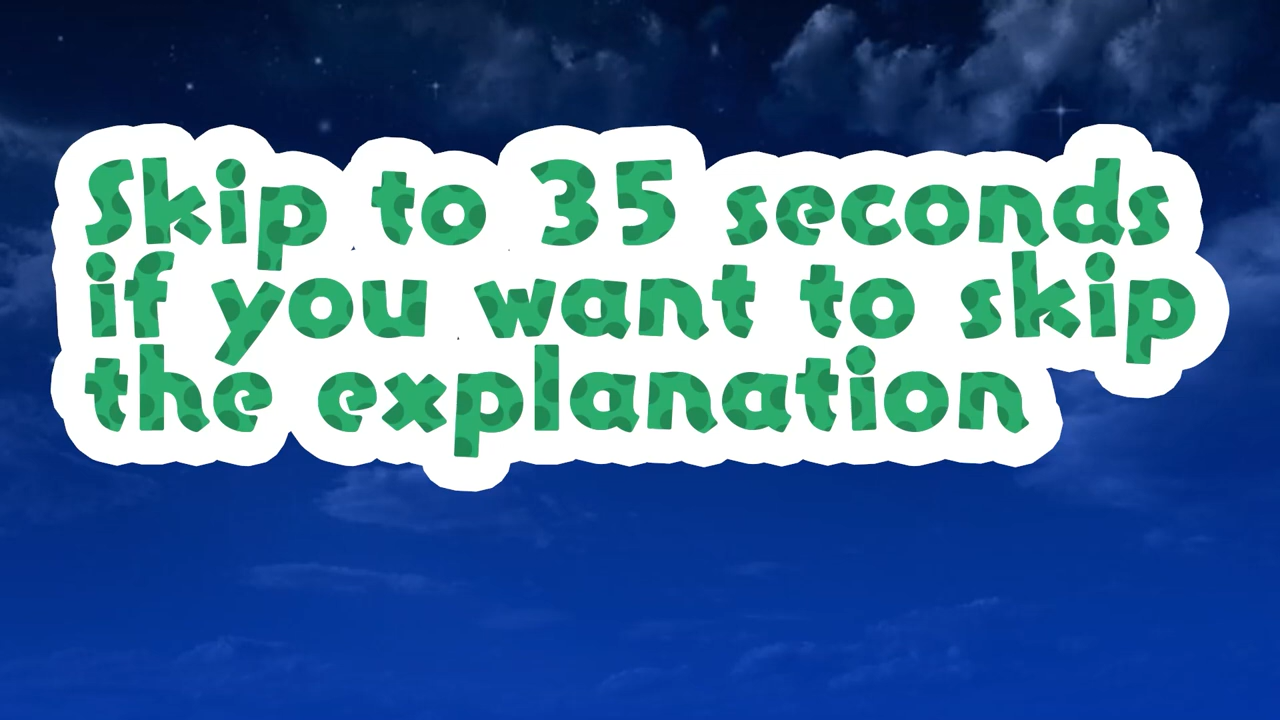 Skip to 35 seconds
if you want to skip
the explanation